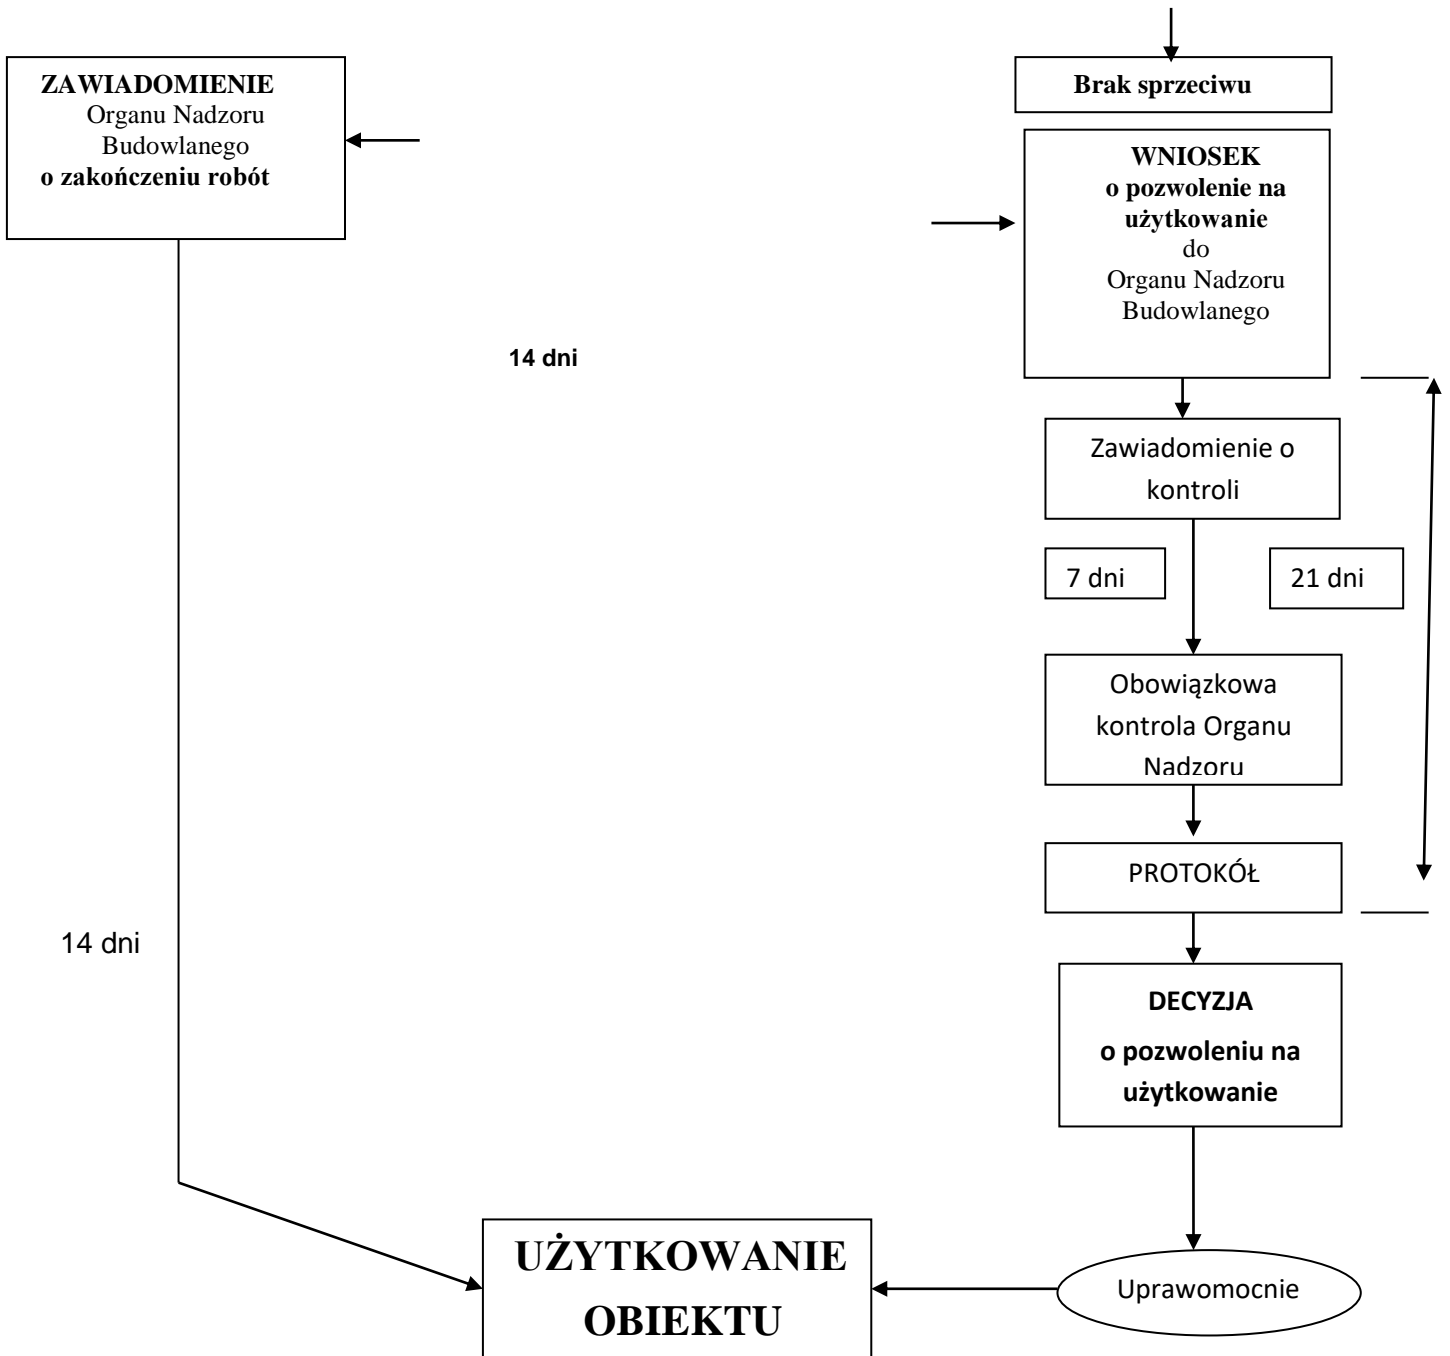 ZAWIADOMIENIE
Organu Nadzoru
Budowlanego
o zakończeniu robót
Brak sprzeciwu
WNIOSEK
o pozwolenie na
użytkowanie
do
Organu Nadzoru
Budowlanego
14 dni
Zawiadomienie o
kontroli
7 dni
21 dni
Obowiązkowa
kontrola Organu
Nadzoru
PROTOKÓŁ
14 dni
DECYZJA
o pozwoleniu na
użytkowanie
UŻYTKOWANIE
OBIEKTU
Uprawomocnie